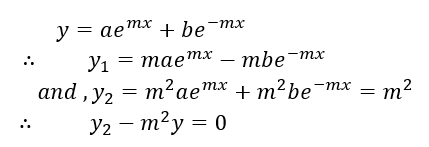 y = ae^{mx} + be^{-mx}
∴ y₁ = mae^{mx} − mbe^{-mx}
and , y₂ = m²ae^{mx} + m²be^{-mx} = m²
∴ y₂ − m²y = 0